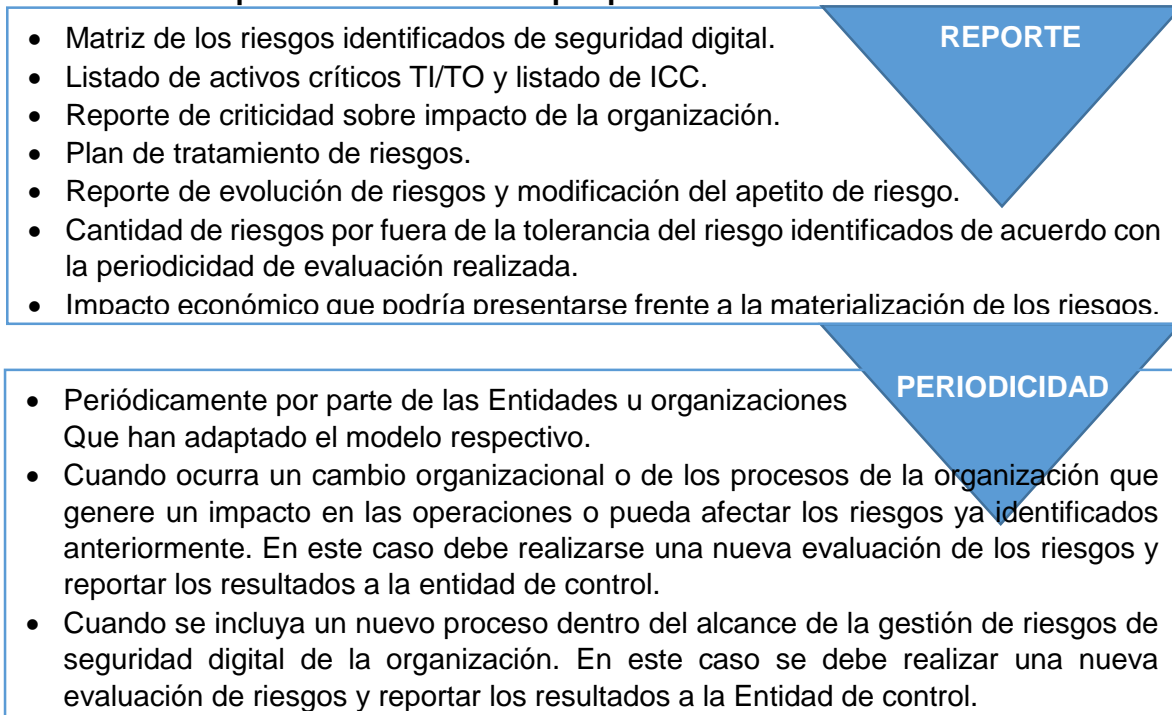 • Matriz de los riesgos identificados de seguridad digital.
REPORTE
• Listado de activos críticos TI/TO y listado de ICC.
• Reporte de criticidad sobre impacto de la organización.
• Plan de tratamiento de riesgos.
• Reporte de evolución de riesgos y modificación del apetito de riesgo.
• Cantidad de riesgos por fuera de la tolerancia del riesgo identificados de acuerdo con
la periodicidad de evaluación realizada.
• Impacto económico que podría presentarse frente a la materialización de los riesgos.
PERIODICIDAD
• Periódicamente por parte de las Entidades u organizaciones
Que han adaptado el modelo respectivo.
• Cuando ocurra un cambio organizacional o de los procesos de la organización que
genere un impacto en las operaciones o pueda afectar los riesgos ya identificados
anteriormente. En este caso debe realizarse una nueva evaluación de los riesgos y
reportar los resultados a la entidad de control.
• Cuando se incluya un nuevo proceso dentro del alcance de la gestión de riesgos de
seguridad digital de la organización. En este caso se debe realizar una nueva
evaluación de riesgos y reportar los resultados a la Entidad de control.